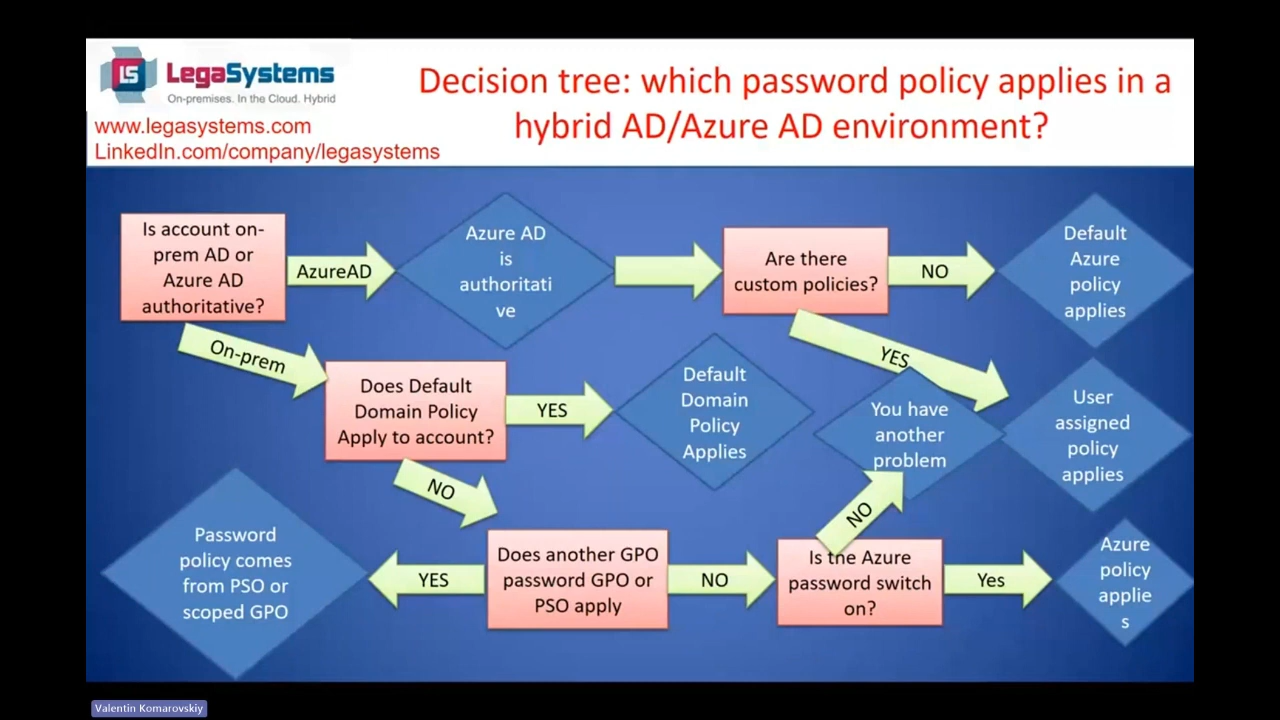 LS LegaSystems
On-premises. In the Cloud. Hybrid
www.legasystems.com
LinkedIn.com/company/legasystems
Decision tree: which password policy applies in a
hybrid AD/Azure AD environment?
Is account on-
prem AD or
Azure AD
authoritative?
AzureAD
Azure AD
is
authoritati
ve
Are there
custom policies?
NO
Default
Azure
policy
applies
On-prem
YES
Does Default
Domain Policy
Apply to account?
YES
Default
Domain
Policy
Applies
You have
another
problem
User
assigned
policy
applies
NO
NO
Password
policy comes
from PSO or
scoped GPO
YES
Does another GPO
password GPO or
PSO apply
NO
Is the Azure
password switch
on?
Yes
Azure
policy
applie
s
Valentin Komarovskiy